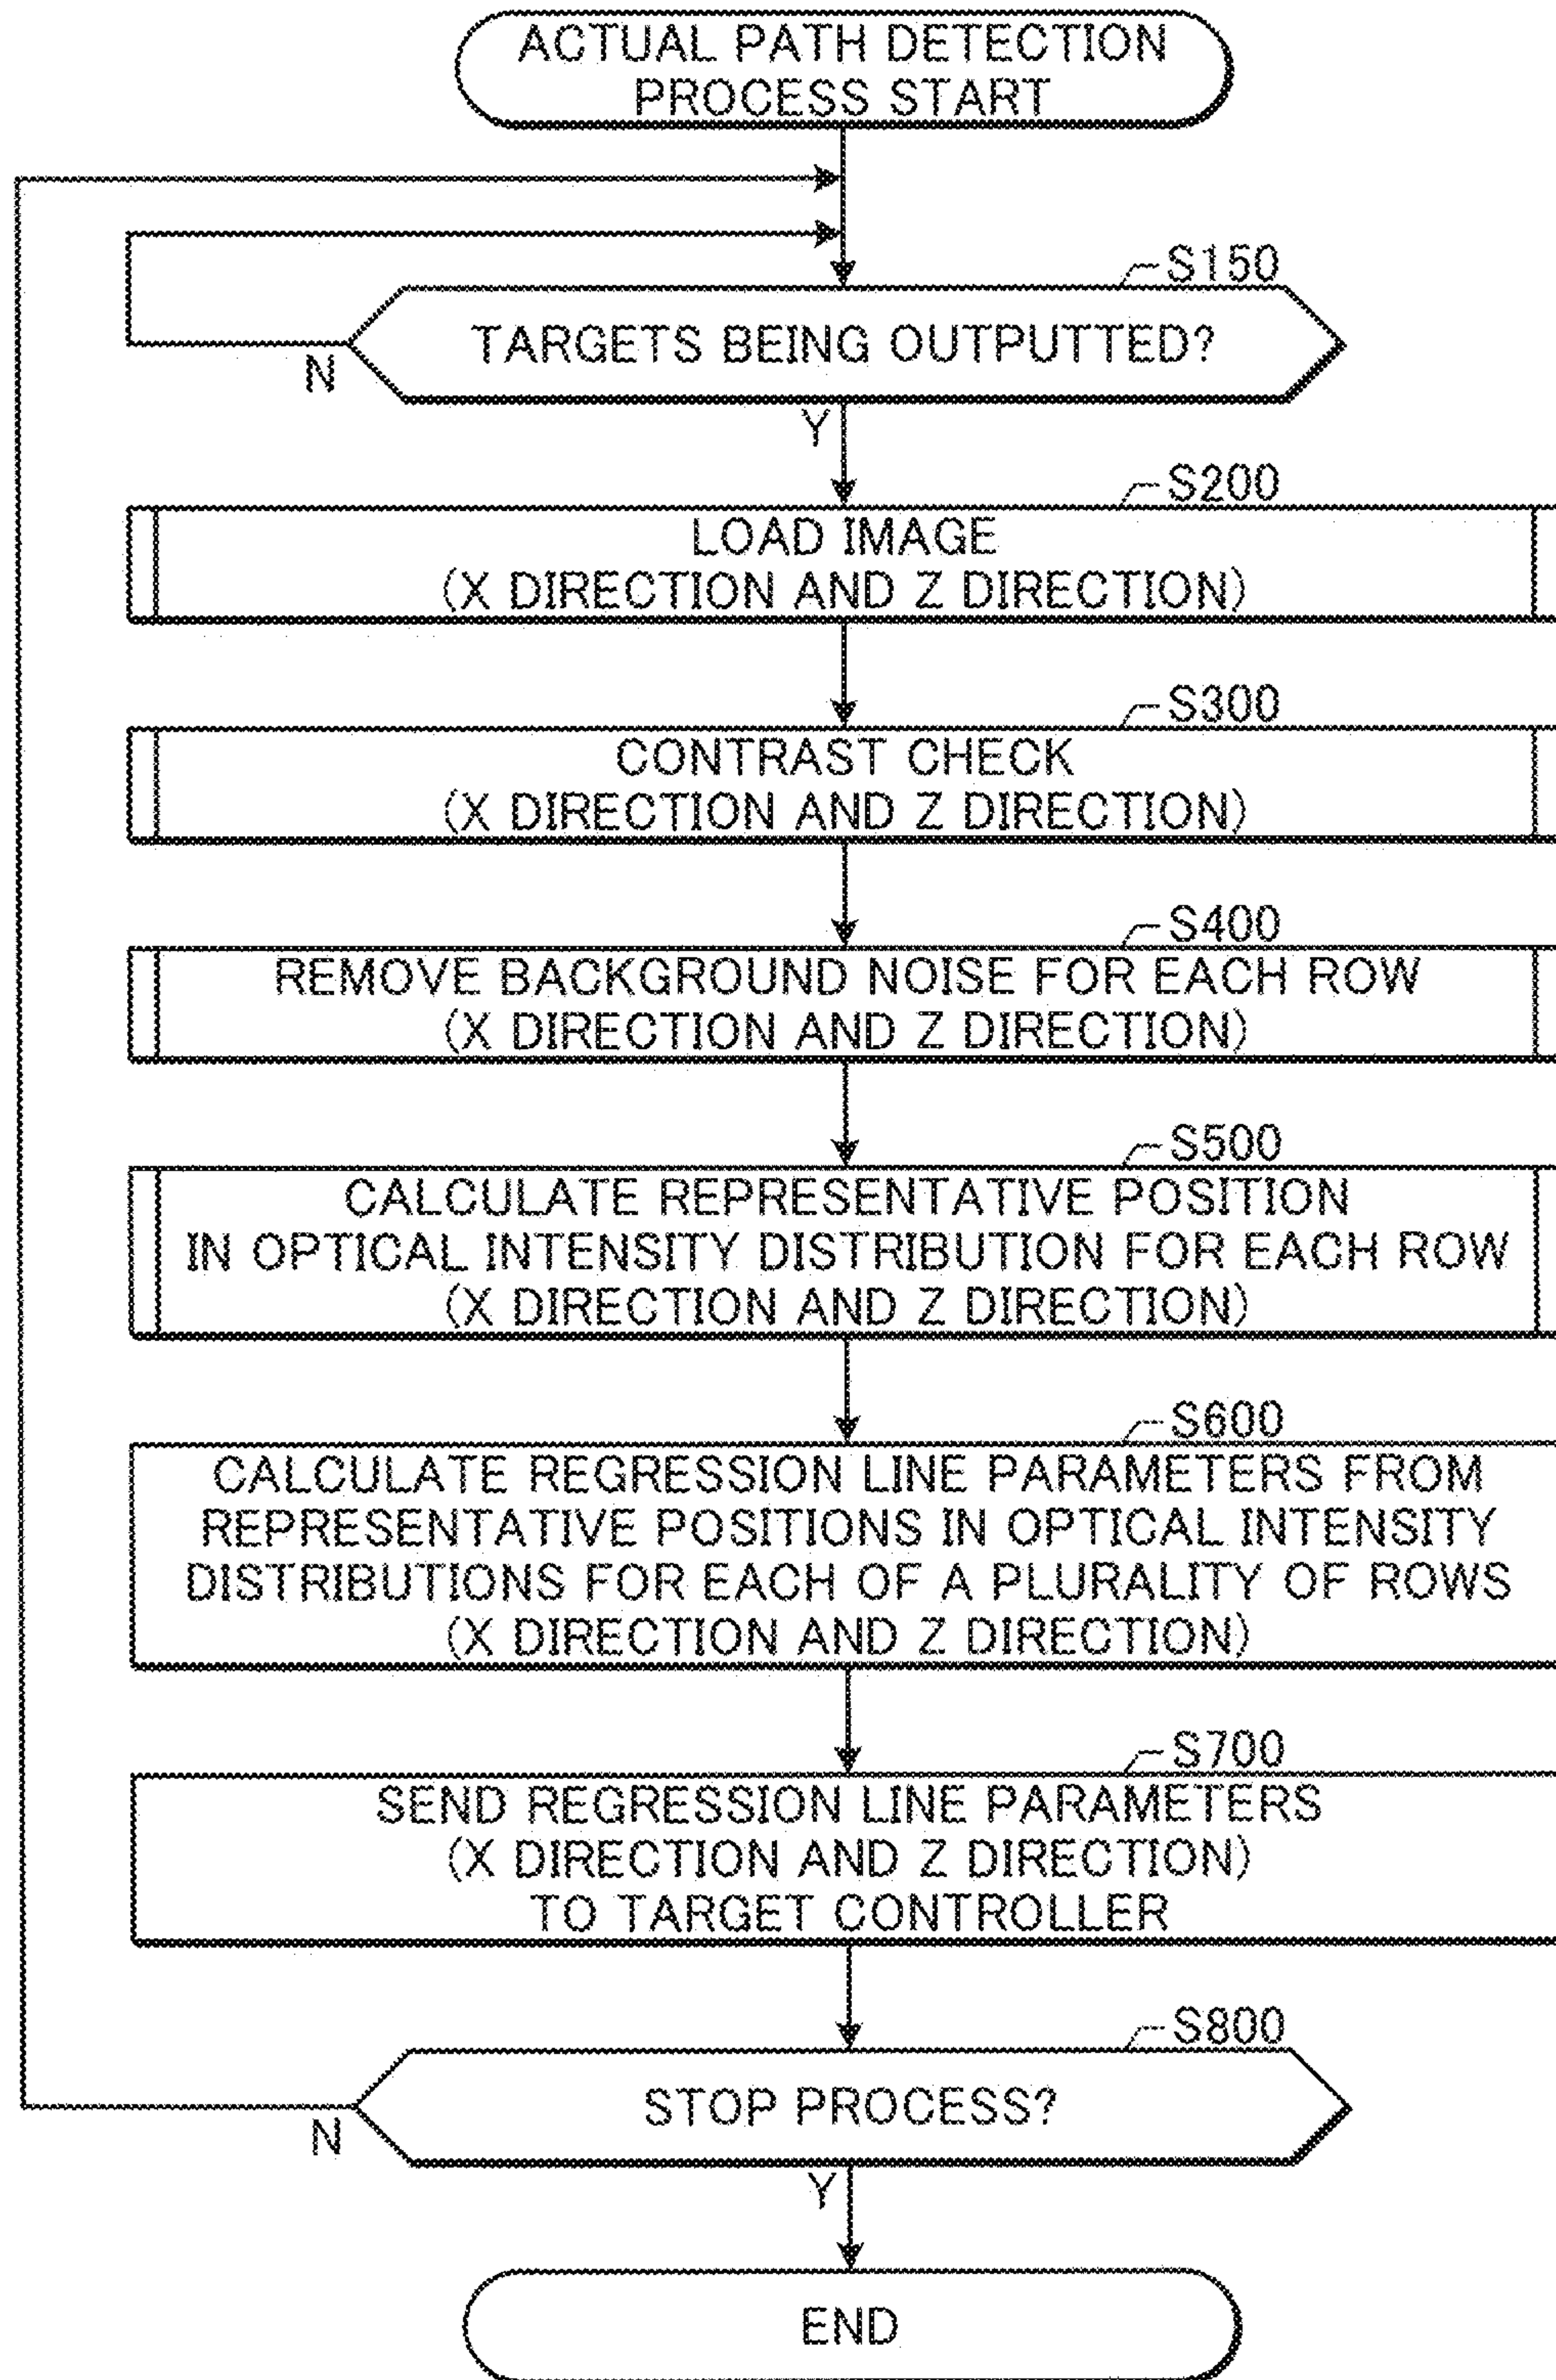 ACTUAL PATH DETECTION
PROCESS START
S150
TARGETS BEING OUTPUTTED?
N
Y
S200
LOAD IMAGE
(X DIRECTION AND Z DIRECTION)
S300
CONTRAST CHECK
(X DIRECTION AND Z DIRECTION)
S400
REMOVE BACKGROUND NOISE FOR EACH ROW
(X DIRECTION AND Z DIRECTION)
S500
CALCULATE REPRESENTATIVE POSITION
IN OPTICAL INTENSITY DISTRIBUTION FOR EACH ROW
(X DIRECTION AND Z DIRECTION)
S600
CALCULATE REGRESSION LINE PARAMETERS FROM
REPRESENTATIVE POSITIONS IN OPTICAL INTENSITY
DISTRIBUTIONS FOR EACH OF A PLURALITY OF ROWS
(X DIRECTION AND Z DIRECTION)
S700
SEND REGRESSION LINE PARAMETERS
(X DIRECTION AND Z DIRECTION)
TO TARGET CONTROLLER
S800
STOP PROCESS?
N
Y
END